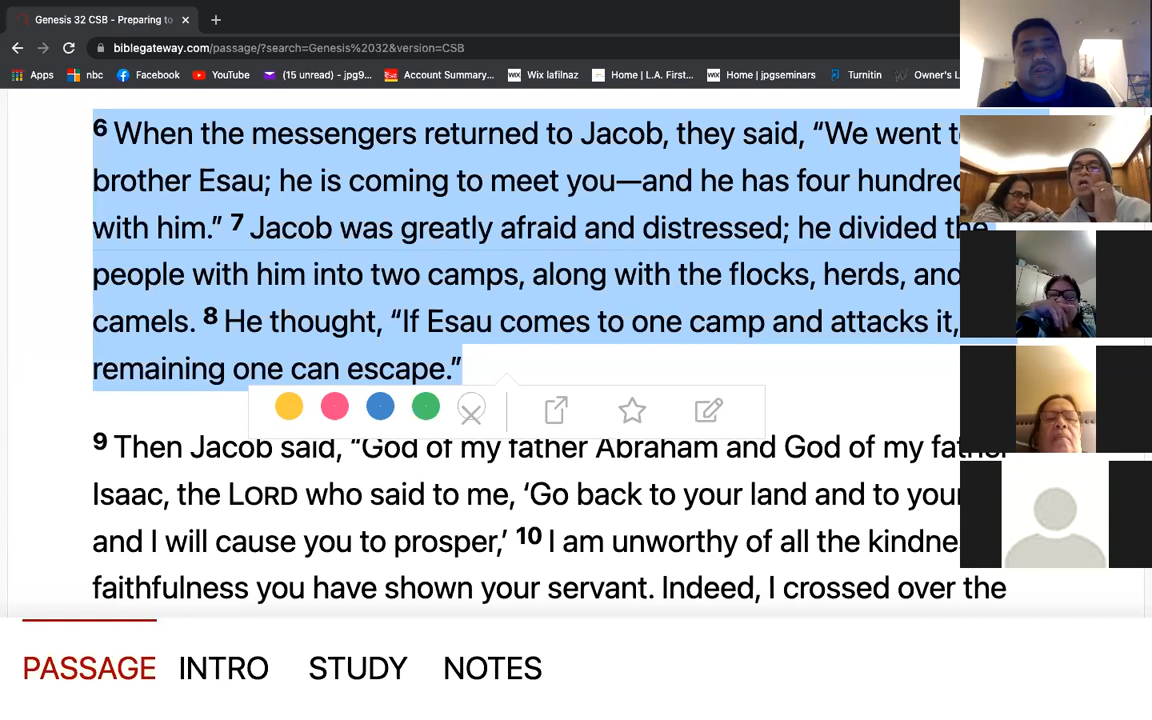 Genesis 32 CSB - Preparing to
biblegateway.com/passage/?search=Genesis%2032&version=CSB
Apps nbc Facebook YouTube (15 unread) - jpg9... Account Summary... Wix lafilnaz Home | L.A. First... Home | jpgseminars Turnitin Owner's L
6 When the messengers returned to Jacob, they said, “We went
brother Esau; he is coming to meet you—and he has four hundred
with him.” 7 Jacob was greatly afraid and distressed; he divided the
people with him into two camps, along with the flocks, herds, and
camels. 8 He thought, “If Esau comes to one camp and attacks it,
remaining one can escape.”
9 Then Jacob said, “God of my father Abraham and God of my father
Isaac, the LORD who said to me, ‘Go back to your land and to your
and I will cause you to prosper,’ 10 I am unworthy of all the
faithfulness you have shown your servant. Indeed, I crossed over the
PASSAGE INTRO STUDY NOTES